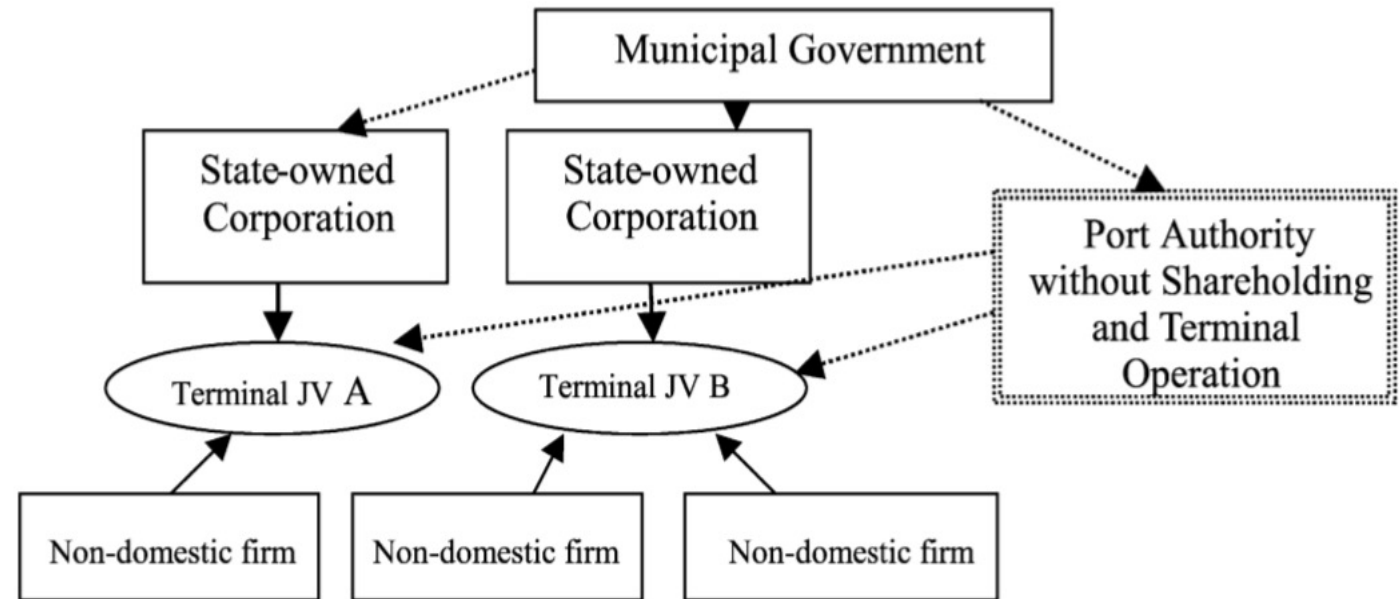 Municipal Government
State-owned
Corporation
State-owned
Corporation
Port Authority
without Shareholding
and Terminal
Operation
Terminal JV A
Terminal JV B
Non-domestic firm
Non-domestic firm
Non-domestic firm